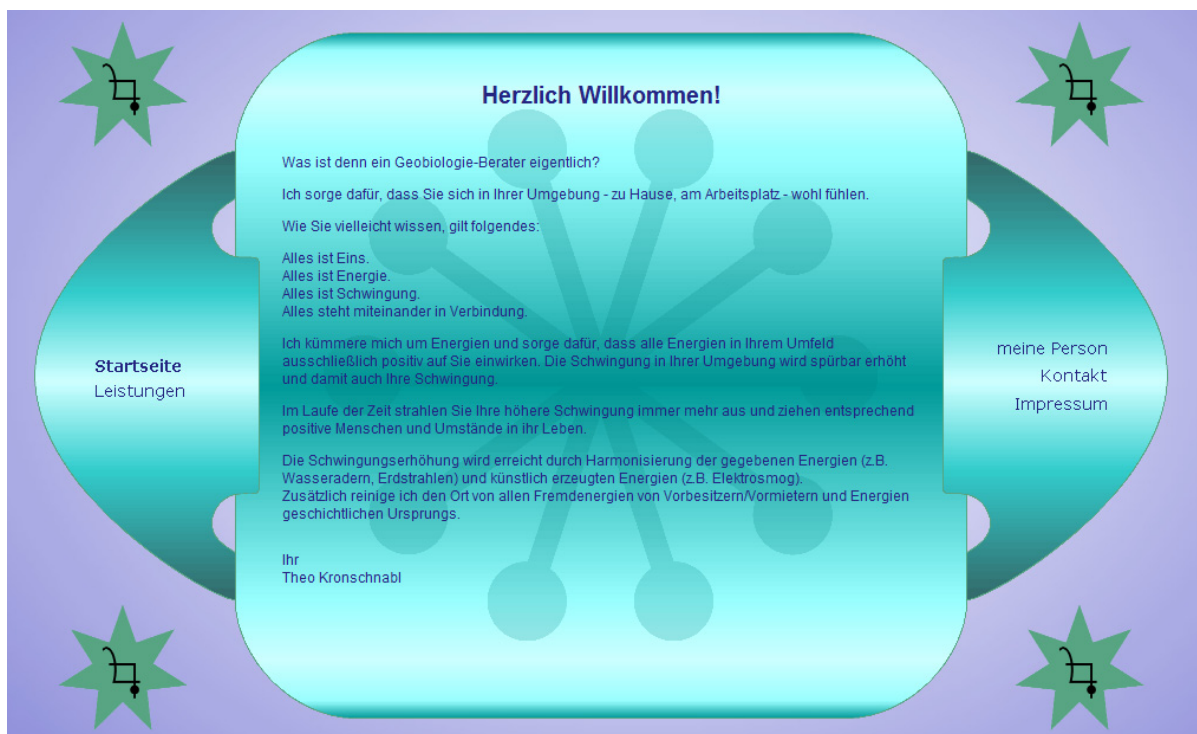 Herzlich Willkommen!
Was ist denn ein Geobiologie-Berater eigentlich?
Ich sorge dafür, dass Sie sich in Ihrer Umgebung - zu Hause, am Arbeitsplatz - wohl fühlen.
Wie Sie vielleicht wissen, gilt folgendes:
Alles ist Eins.
Alles ist Energie.
Alles ist Schwingung.
Alles steht miteinander in Verbindung.
Ich kümmere mich um Energien und sorge dafür, dass alle Energien in Ihrem Umfeld
ausschließlich positiv auf Sie einwirken. Die Schwingung in Ihrer Umgebung wird spürbar erhöht
und damit auch Ihre Schwingung.
Im Laufe der Zeit strahlen Sie Ihre höhere Schwingung immer mehr aus und ziehen entsprechend
positive Menschen und Umstände in ihr Leben.
Die Schwingungserhöhung wird erreicht durch Harmonisierung der gegebenen Energien (z.B.
Wasseradern, Erdstrahlen) und künstlich erzeugten Energien (z.B. Elektrosmog).
Zusätzlich reinige ich den Ort von allen Fremdenergien von Vorbesitzern/Vormietern und Energien
geschichtlichen Ursprungs.
Ihr
Theo Kronschnabl
Startseite
Leistungen
meine Person
Kontakt
Impressum